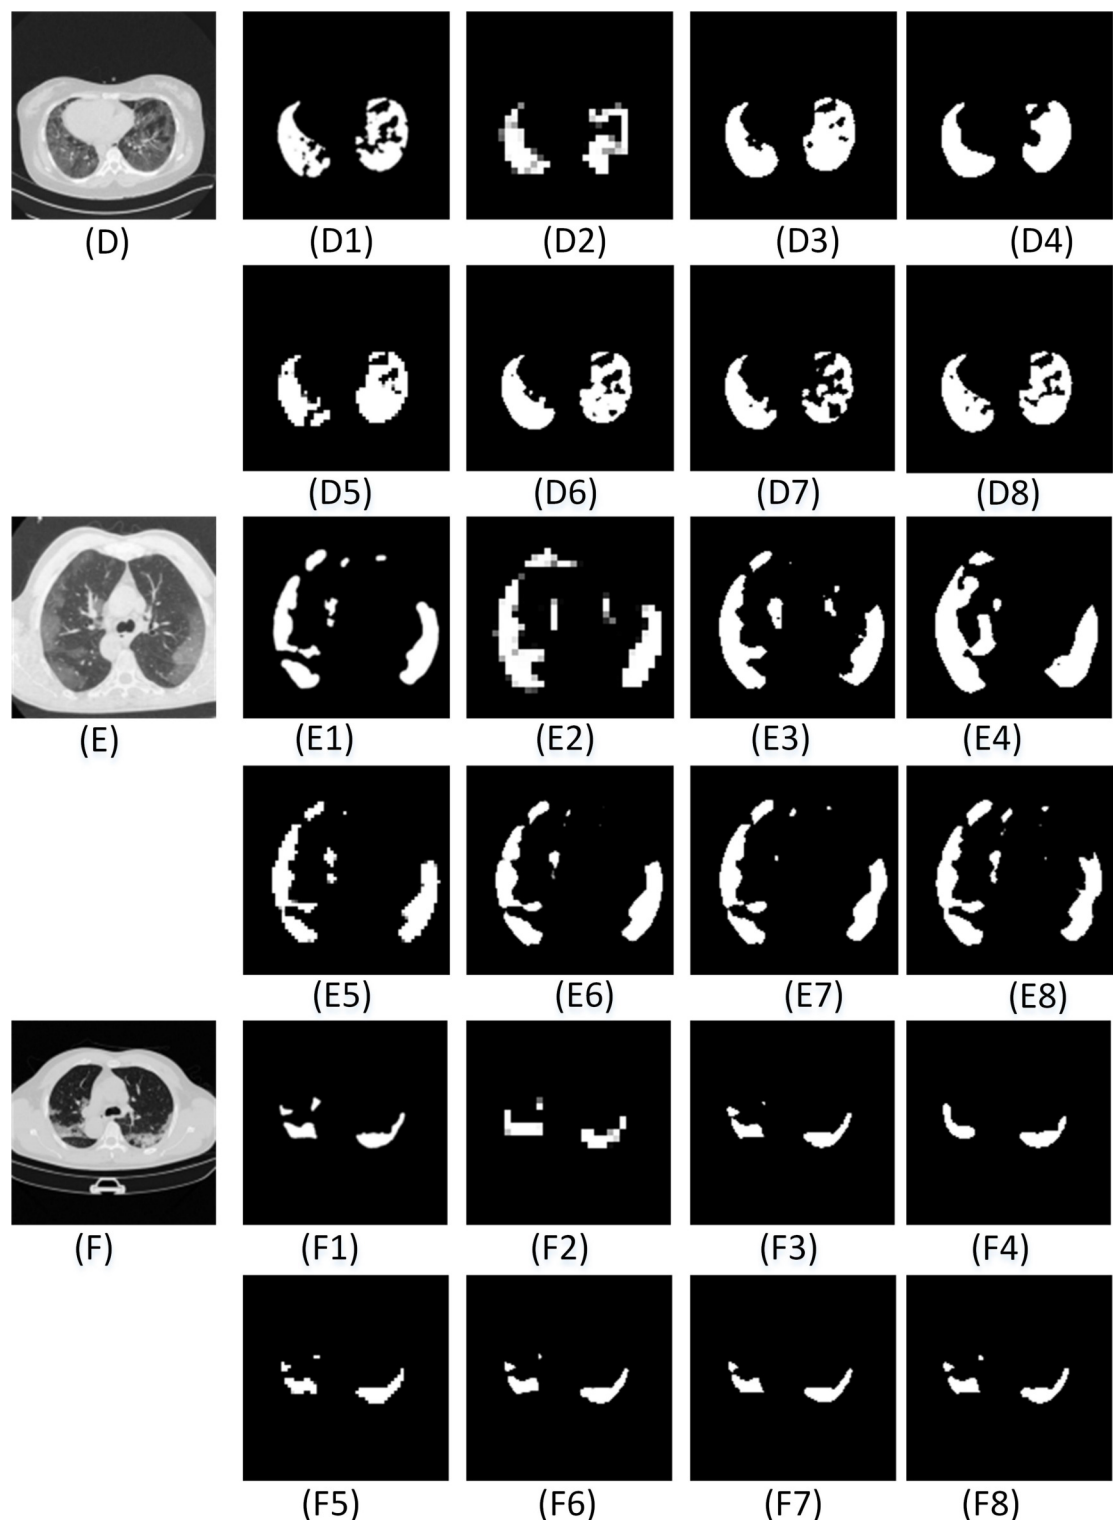 (D) (D1) (D2) (D3) (D4)
(D5) (D6) (D7) (D8)
(E) (E1) (E2) (E3) (E4)
(E5) (E6) (E7) (E8)
(F) (F1) (F2) (F3) (F4)
(F5) (F6) (F7) (F8)